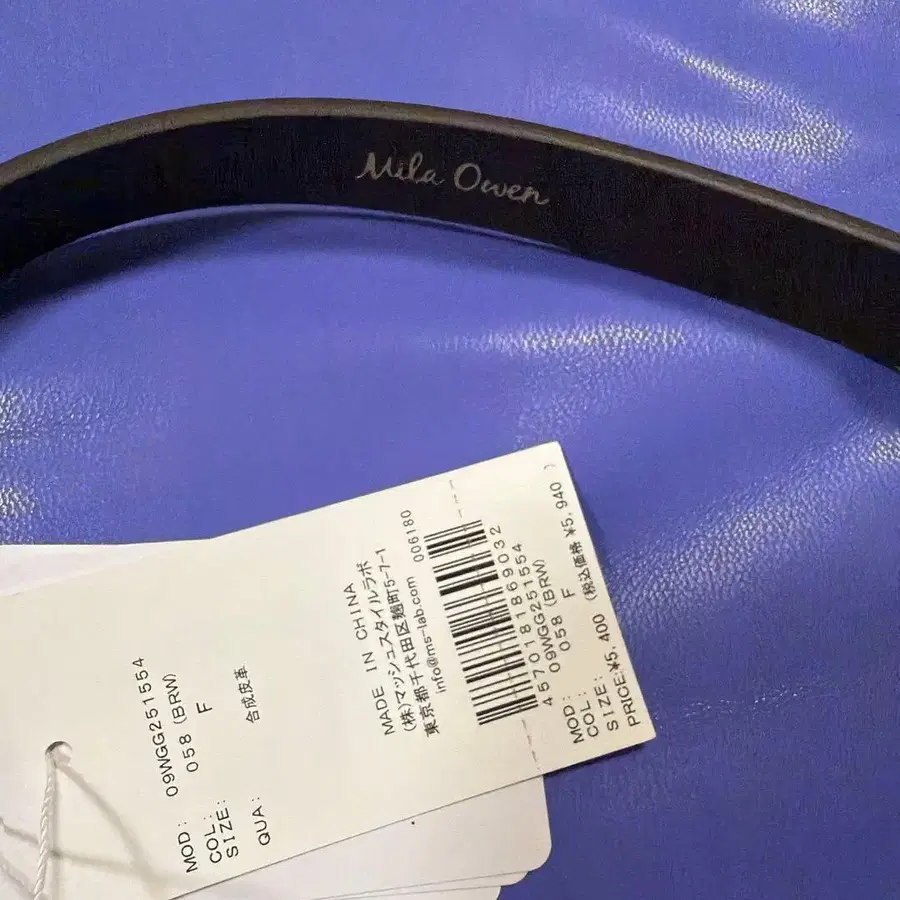 Mila Owen
MOD: 09WGG251554
COL: 058 (BRW)
SIZE: F
QUA: 合成皮革
MADE IN CHINA
(株)マッシュスタイルラボ
東京都千代田区麹町5-7-1
info@ms-lab.com 006180
4570181869032
MOD: 09WGG251554
COL: 058 (BRW)
SIZE: F
PRICE:¥5,400 (税込価格 ¥5,940 )